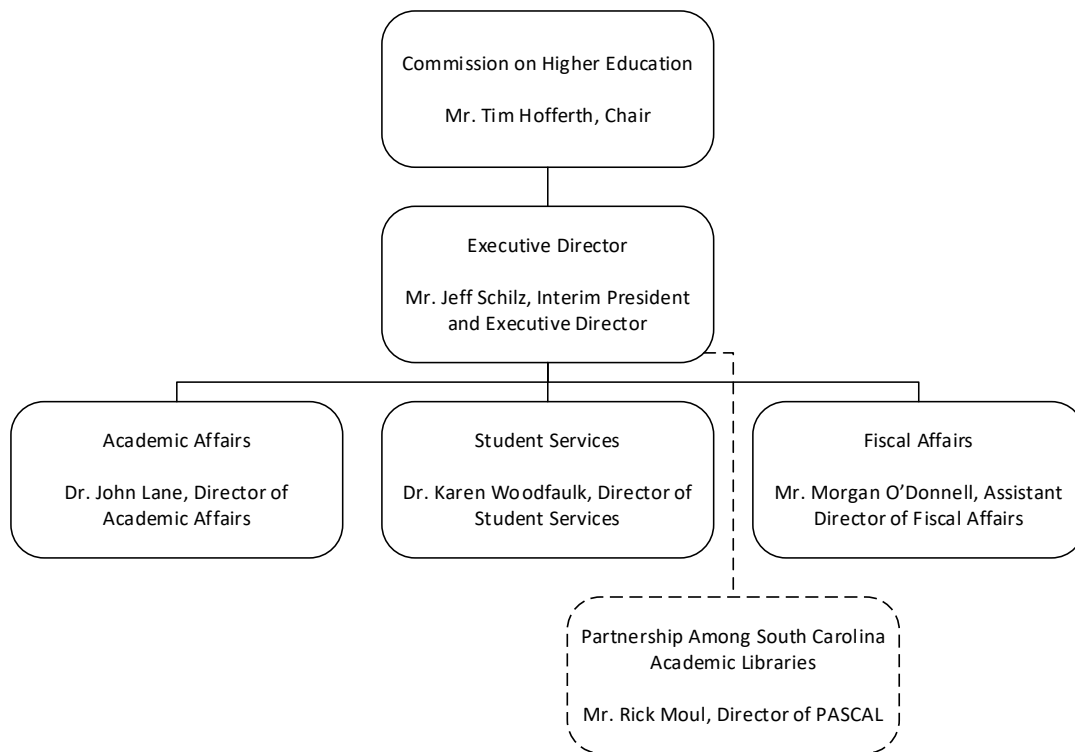 Commission on Higher Education
Mr. Tim Hofferth, Chair
Executive Director
Mr. Jeff Schilz, Interim President
and Executive Director
Academic Affairs
Dr. John Lane, Director of
Academic Affairs
Student Services
Dr. Karen Woodfaulk, Director of
Student Services
Fiscal Affairs
Mr. Morgan O’Donnell, Assistant
Director of Fiscal Affairs
Partnership Among South Carolina
Academic Libraries
Mr. Rick Moul, Director of PASCAL